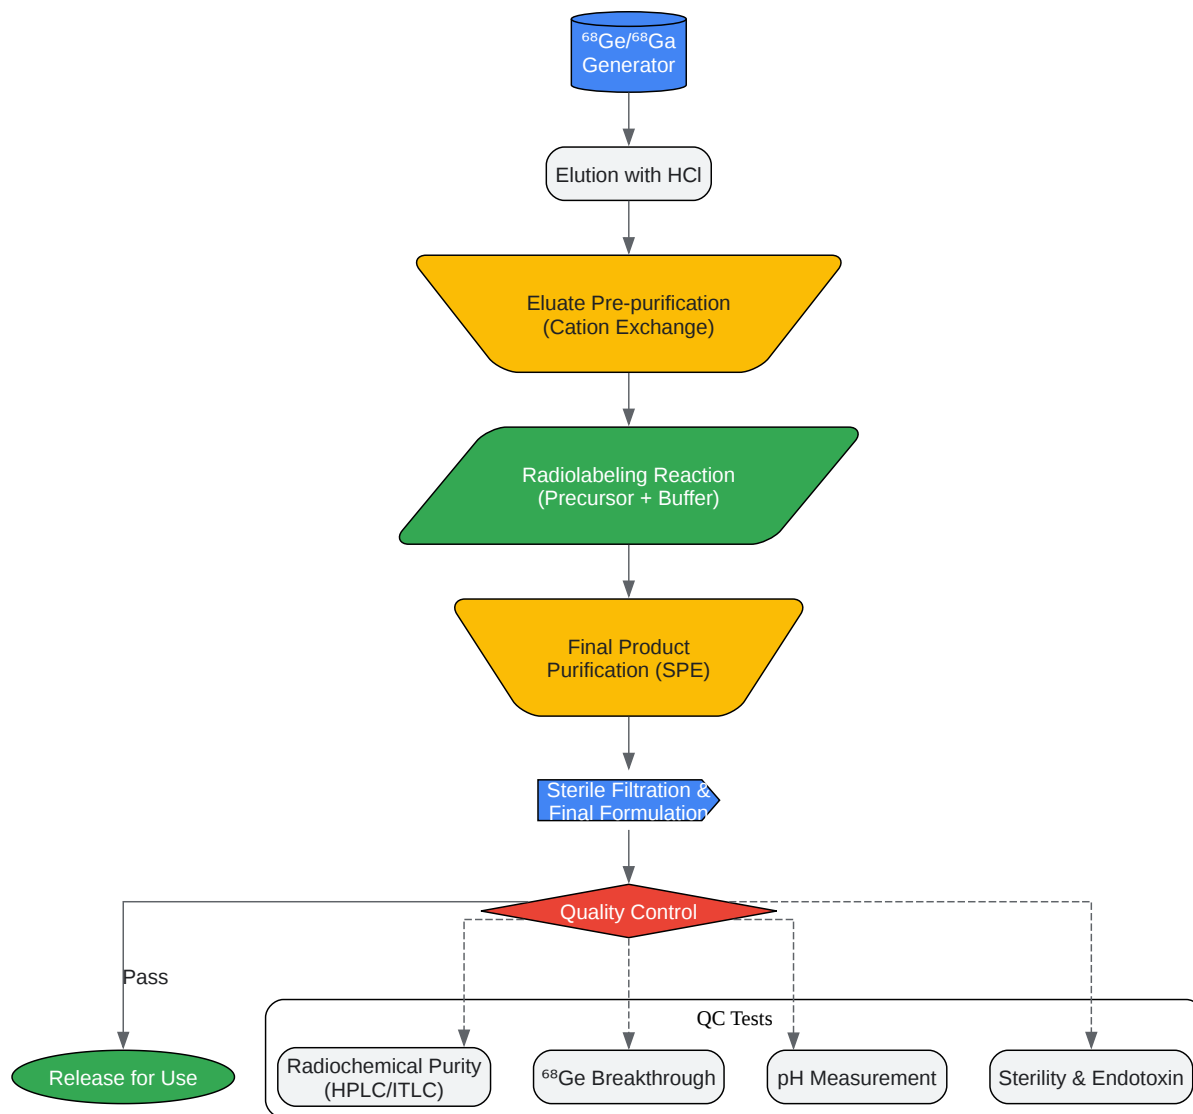 ⁶⁸Ge/⁶⁸Ga
Generator
Elution with HCl
Eluate Pre-purification
(Cation Exchange)
Radiolabeling Reaction
(Precursor + Buffer)
Final Product
Purification (SPE)
Sterile Filtration &
Final Formulation
Quality Control
Pass
QC Tests
Release for Use
Radiochemical Purity
(HPLC/ITLC)
⁶⁸Ge Breakthrough
pH Measurement
Sterility & Endotoxin